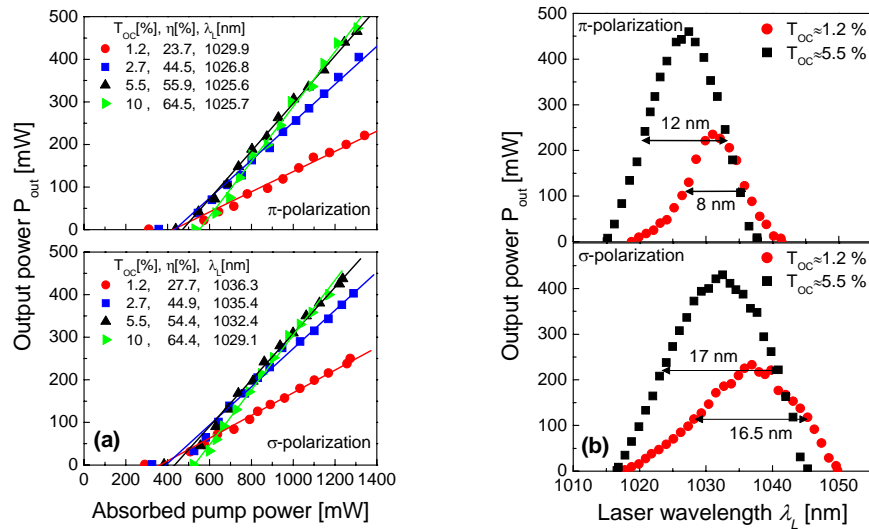 T_OC[%], η[%], λ_L[nm]
1.2, 23.7, 1029.9
2.7, 44.5, 1026.8
5.5, 55.9, 1025.6
10 , 64.5, 1025.7
500
400
300
200
100
0
π-polarization
T_OC[%], η[%], λ_L[nm]
1.2, 27.7, 1036.3
2.7, 44.9, 1035.4
5.5, 54.4, 1032.4
10 , 64.4, 1029.1
400
300
200
100
0
(a)
σ-polarization
0 200 400 600 800 1000 1200 1400
Absorbed pump power [mW]
Output power P_out [mW]
π-polarization
T_OC≈1.2 %
T_OC≈5.5 %
500
400
300
200
100
0
12 nm
8 nm
σ-polarization
T_OC≈1.2 %
T_OC≈5.5 %
400
300
200
100
0
17 nm
16.5 nm
(b)
1010 1020 1030 1040 1050
Laser wavelength λ_L [nm]
Output power P_out [mW]